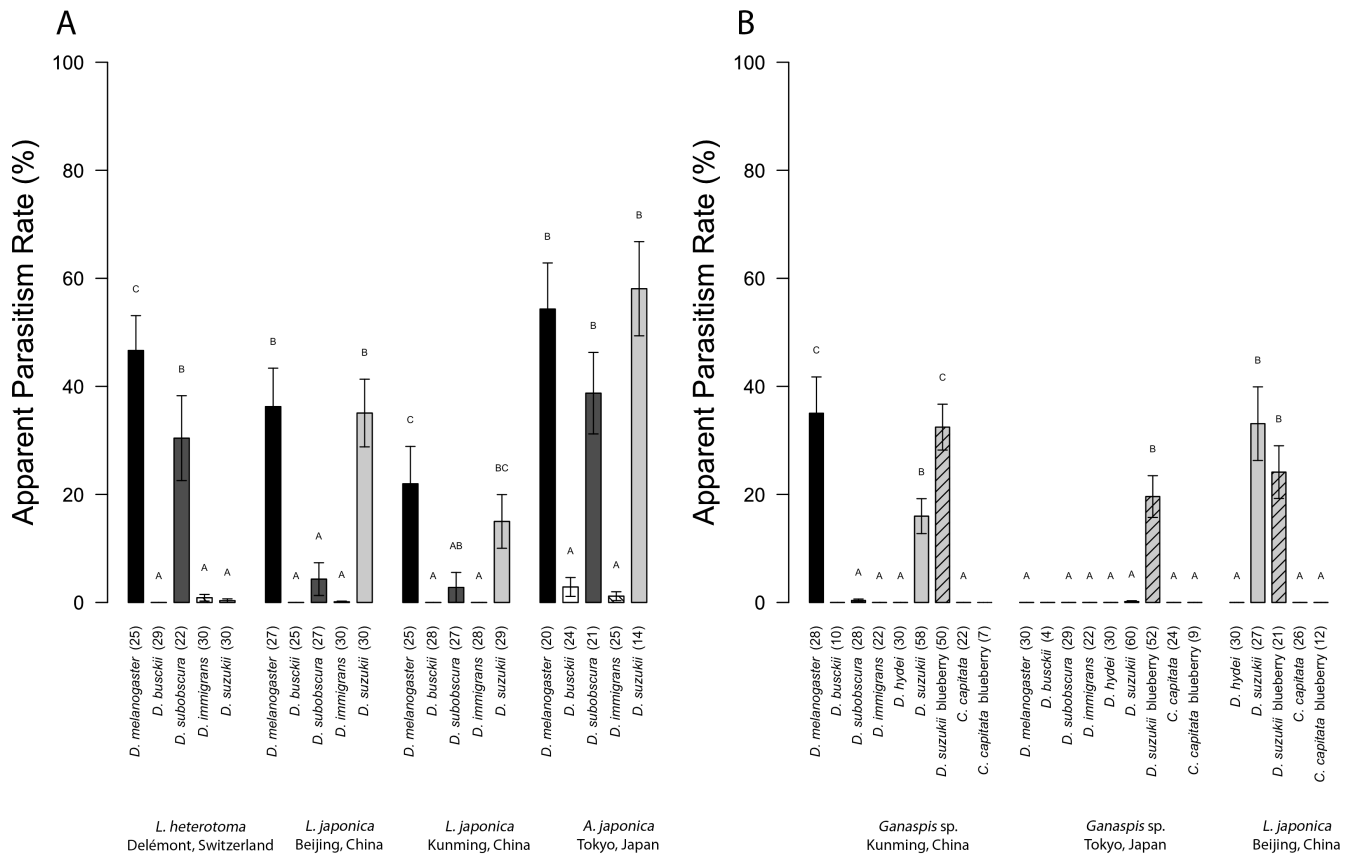 A
Apparent Parasitism Rate (%)
100
80
60
40
20
0
C
A
B
A
A
B
A
A
A
B
C
A
AB
A
BC
B
A
B
A
B
D. melanogaster (25)
D. busckii (29)
D. subobscura (22)
D. immigrans (30)
D. suzukii (30)
D. melanogaster (27)
D. busckii (25)
D. subobscura (27)
D. immigrans (30)
D. suzukii (30)
D. melanogaster (25)
D. busckii (28)
D. subobscura (27)
D. immigrans (28)
D. suzukii (29)
D. melanogaster (20)
D. busckii (24)
D. subobscura (21)
D. immigrans (25)
D. suzukii (14)
L. heterotoma
Delémont, Switzerland
L. japonica
Beijing, China
L. japonica
Kunming, China
A. japonica
Tokyo, Japan
B
Apparent Parasitism Rate (%)
100
80
60
40
20
0
C
A
A
A
B
C
A
A
A
A
A
A
B
A
A
A
B
B
A
A
D. melanogaster (28)
D. busckii (10)
D. subobscura (28)
D. immigrans (22)
D. hydei (30)
D. suzukii (58)
D. suzukii blueberry (50)
C. capitata (22)
C. capitata blueberry (7)
D. melanogaster (30)
D. busckii (4)
D. subobscura (29)
D. immigrans (22)
D. hydei (30)
D. suzukii (60)
D. suzukii blueberry (52)
C. capitata (24)
C. capitata blueberry (9)
D. hydei (30)
D. suzukii (27)
D. suzukii blueberry (21)
C. capitata (26)
C. capitata blueberry (12)
Ganaspis sp.
Kunming, China
Ganaspis sp.
Tokyo, Japan
L. japonica
Beijing, China